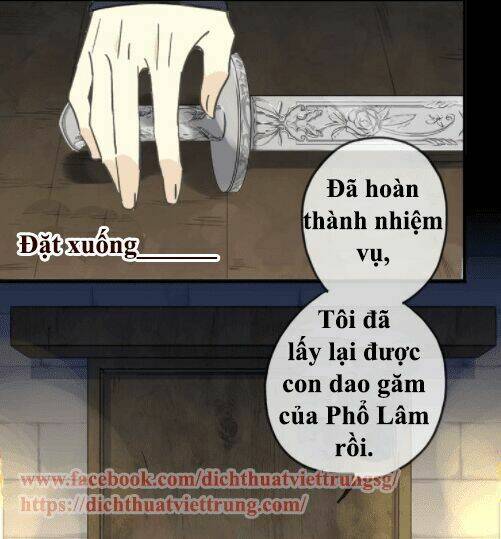 Đã hoàn
thành nhiệm
vụ,
Đặt xuống______
Tôi đã
lấy lại được
con dao găm
của Phổ Lâm
rồi.
www.facebook.com/dichthuatviettrungsg/
https://dichthuatviettrung.com/